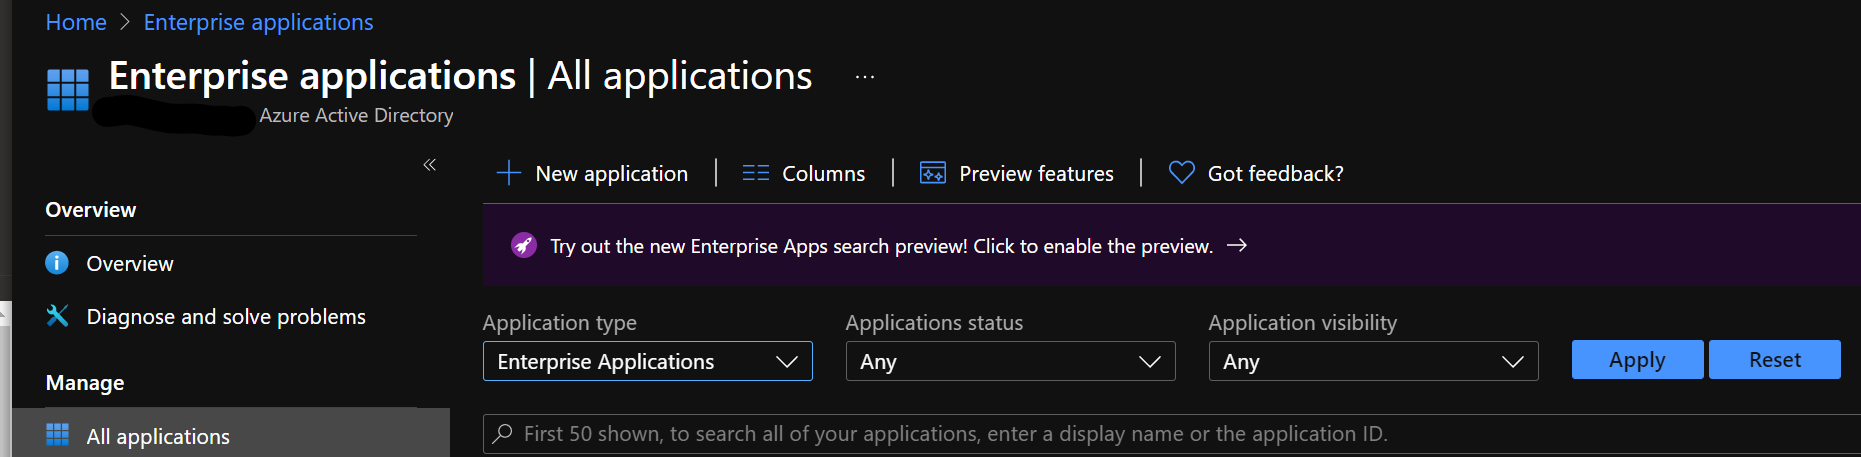 Home > Enterprise applications
Enterprise applications | All applications ...
Azure Active Directory
«
New application
Columns
Preview features
Got feedback?
Overview
Overview
Diagnose and solve problems
Manage
All applications
Try out the new Enterprise Apps search preview! Click to enable the preview. →
Application type
Applications status
Application visibility
Enterprise Applications
Any
Any
Apply
Reset
First 50 shown, to search all of your applications, enter a display name or the application ID.